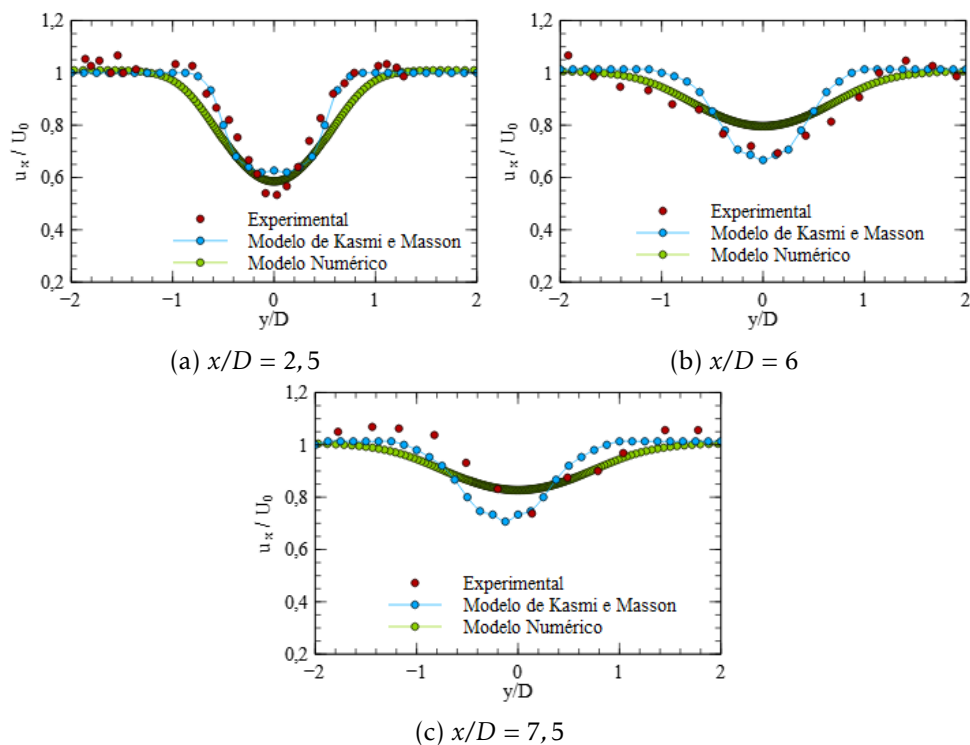 1,2
1
0,8
0,6
0,4
0,2
u_x / U_0
Experimental
Modelo de Kasmi e Masson
Modelo Numérico
−2 −1 0 1 2
y/D
(a) x/D = 2,5
1,2
1
0,8
0,6
0,4
0,2
u_x / U_0
Experimental
Modelo de Kasmi e Masson
Modelo Numérico
−2 −1 0 1 2
y/D
(b) x/D = 6
1,2
1
0,8
0,6
0,4
0,2
u_x / U_0
Experimental
Modelo de Kasmi e Masson
Modelo Numérico
−2 −1 0 1 2
y/D
(c) x/D = 7,5